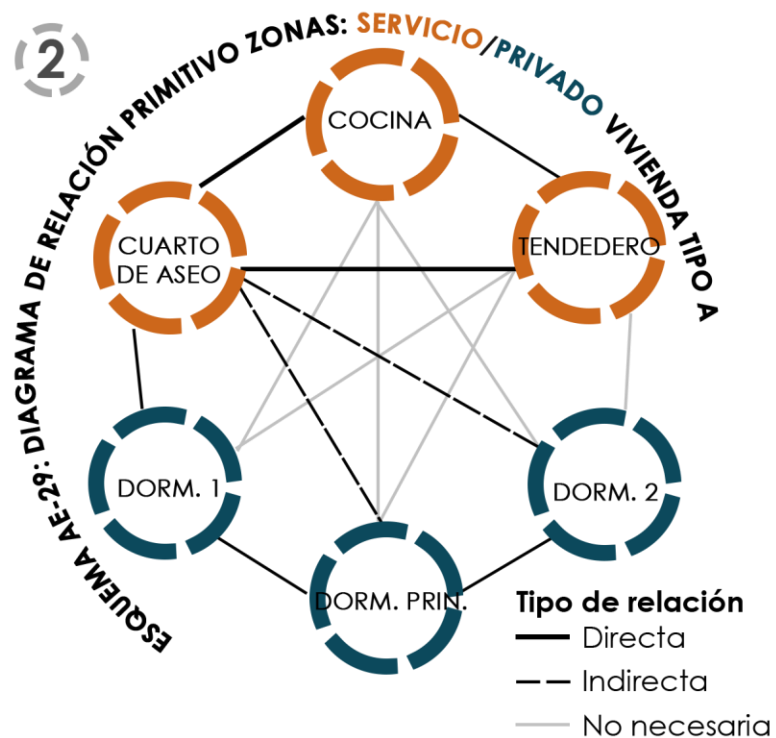 2
ESQUEMA AE-29: DIAGRAMA DE RELACIÓN PRIMITIVO ZONAS: SERVICIO/PRIVADO VIVIENDA TIPO A
COCINA
CUARTO
DE ASEO
TENDEDERO
DORM. 1
DORM. 2
DORM. PRIN.
Tipo de relación
Directa
Indirecta
No necesaria